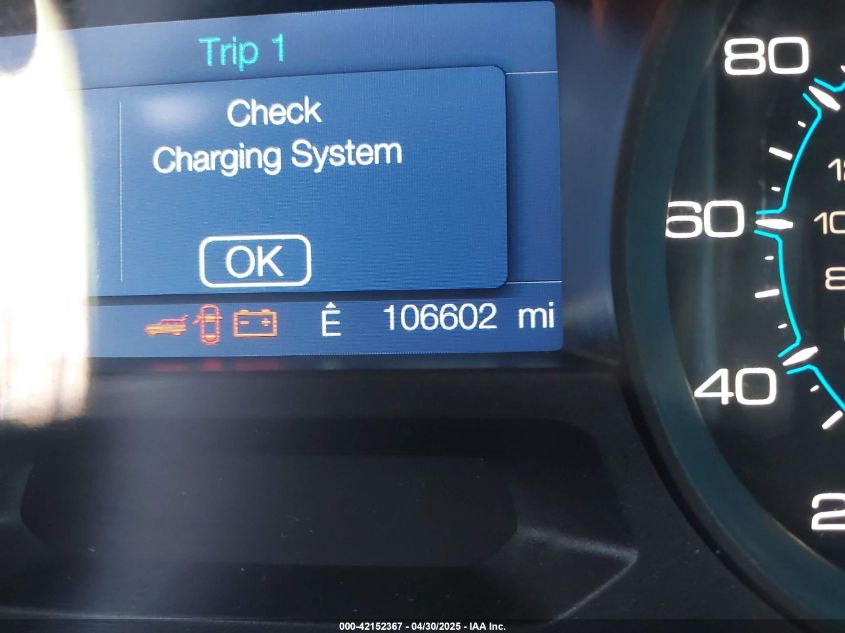 Trip 1
Check
Charging System
OK
E
106602 mi
80
60
40
000-42152367 - 04/30/2025 - IAA Inc.